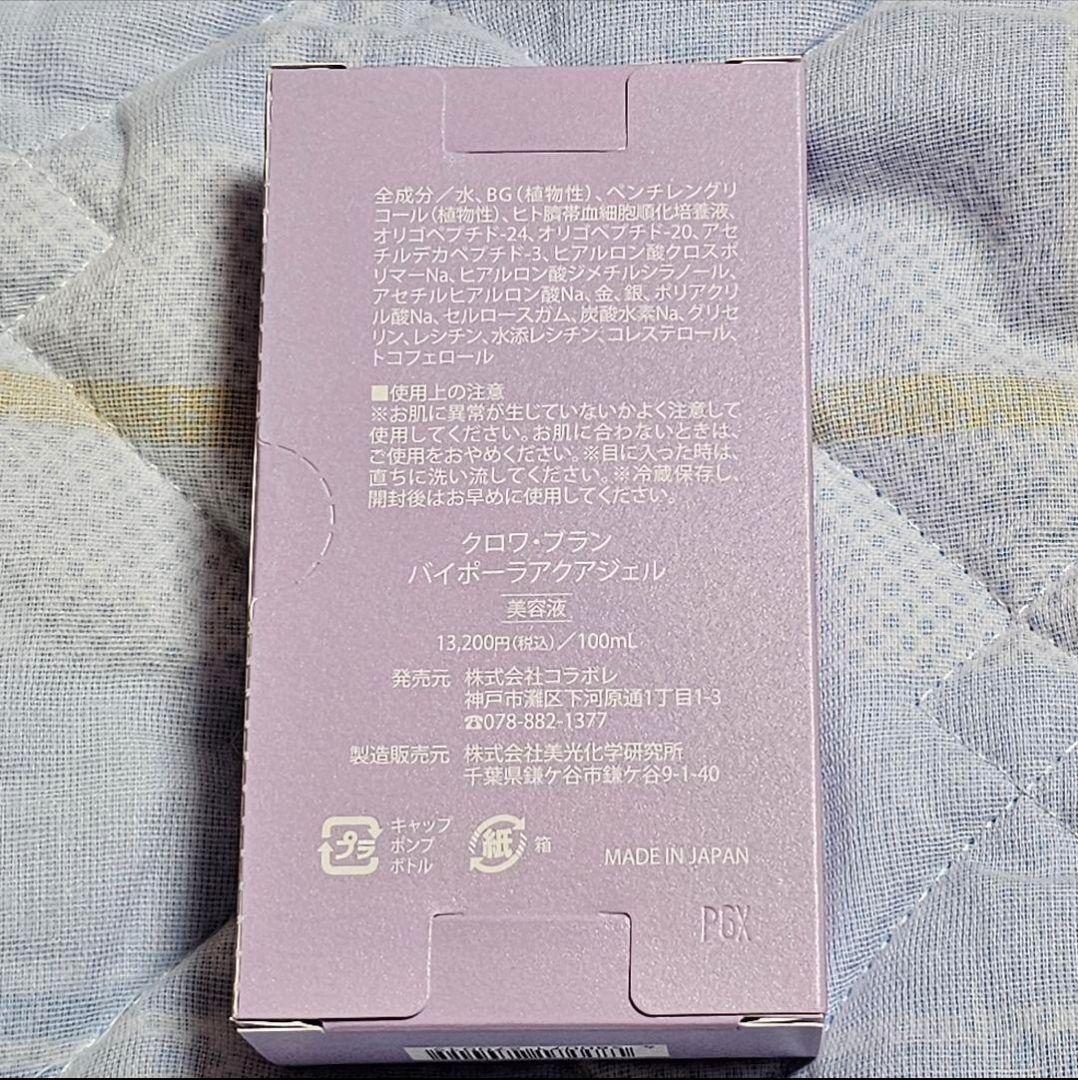 全成分／水、BG（植物性）、ペンチレングリ
コール（植物性）、ヒト臍帯血細胞順化培養液、
オリゴペプチド-24、オリゴペプチド-20、アセ
チルデカペプチド-3、ヒアルロン酸クロスポ
リマーNa、ヒアルロン酸ジメチルシラノール、
アセチルヒアルロン酸Na、金、銀、ポリアクリ
ル酸Na、セルロースガム、炭酸水素Na、グリセ
リン、レシチン、水添レシチン、コレステロール、
トコフェロール
■使用上の注意
※お肌に異常が生じていないかよく注意して
使用してください。お肌に合わないときは、
ご使用をおやめください。※目に入った時は、
直ちに洗い流してください。※冷蔵保存し、
開封後はお早めに使用してください。
クロワ・ブラン
バイポーラアクアジェル
美容液
13,200円（税込）／100mL
発売元 株式会社コラボレ
神戸市灘区下河原通1丁目1-3
☎078-882-1377
製造販売元 株式会社美光化学研究所
千葉県鎌ケ谷市鎌ケ谷9-1-40
プラ キャップ
ポンプ
ボトル
紙 箱
MADE IN JAPAN
PGX